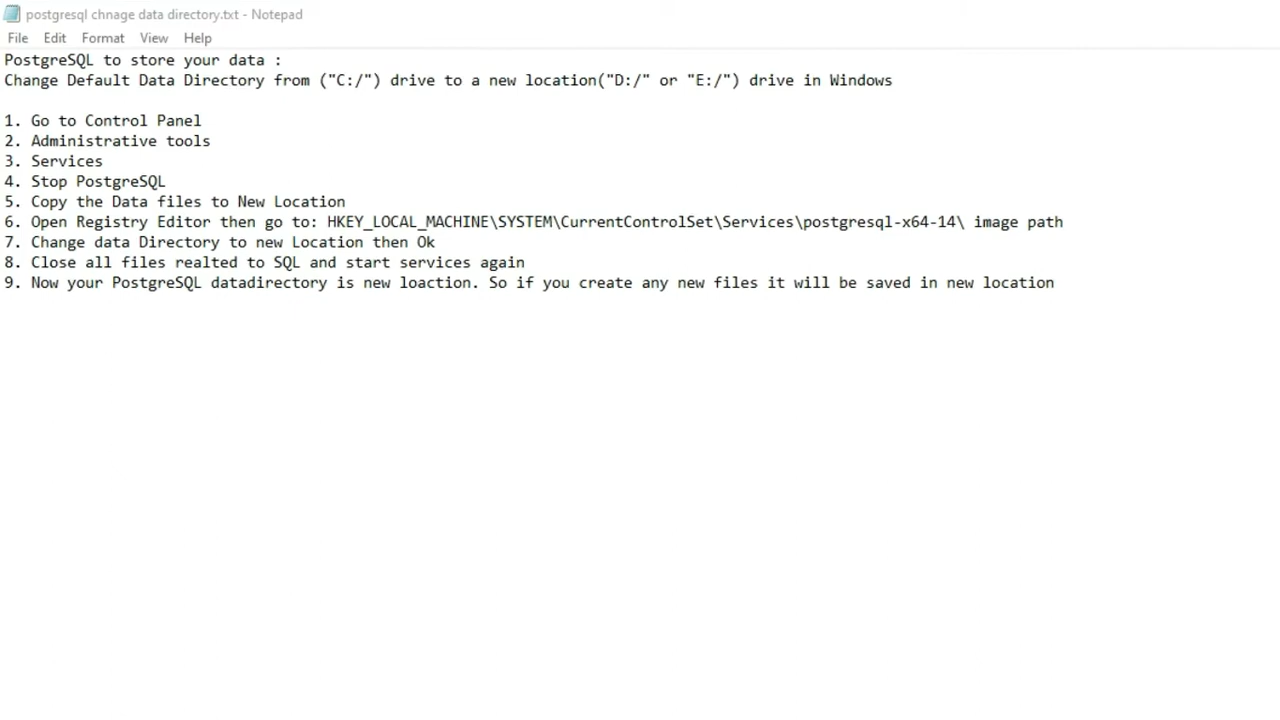 postgresql chnage data directory.txt - Notepad
File Edit Format View Help
PostgreSQL to store your data :
Change Default Data Directory from ("C:/") drive to a new location("D:/" or "E:/") drive in Windows
1. Go to Control Panel
2. Administrative tools
3. Services
4. Stop PostgreSQL
5. Copy the Data files to New Location
6. Open Registry Editor then go to: HKEY_LOCAL_MACHINE\SYSTEM\CurrentControlSet\Services\postgresql-x64-14\ image path
7. Change data Directory to new Location then Ok
8. Close all files realted to SQL and start services again
9. Now your PostgreSQL datadirectory is new loaction. So if you create any new files it will be saved in new location